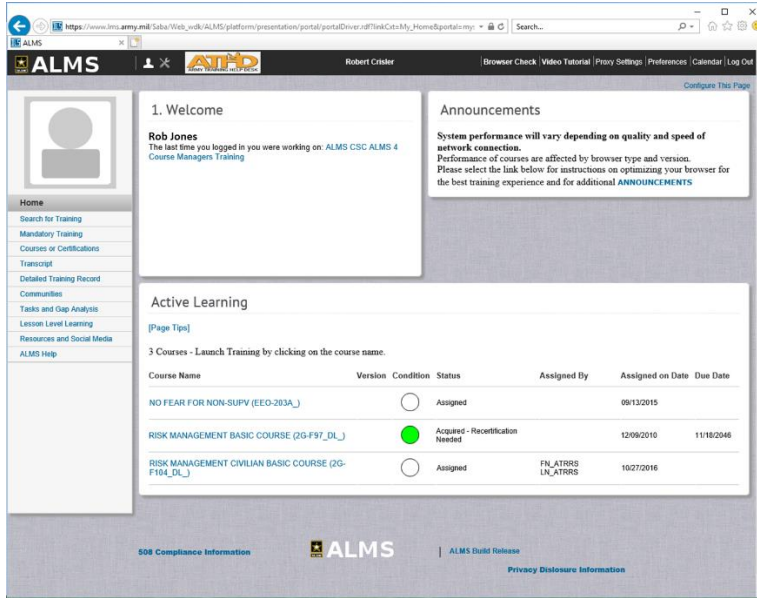 https://www.lms.army.mil/Saba/Web_wdk/ALMS/platform/presentation/portal/portalDriver.rdf?linkCxt=My_Home&portal=my
Search...
ALMS
ALMS
ATHD
ARMY TRAINING HELP DESK
Robert Crisler
Browser Check | Video Tutorial | Proxy Settings | Preferences | Calendar | Log Out
Configure This Page
1. Welcome
Rob Jones
The last time you logged in you were working on: ALMS CSC ALMS 4
Course Managers Training
Announcements
System performance will vary depending on quality and speed of
network connection.
Performance of courses are affected by browser type and version.
Please select the link below for instructions on optimizing your browser for
the best training experience and for additional ANNOUNCEMENTS
Home
Search for Training
Mandatory Training
Courses or Certifications
Transcript
Detailed Training Record
Communities
Tasks and Gap Analysis
Lesson Level Learning
Resources and Social Media
ALMS Help
Active Learning
[Page Tips]
3 Courses - Launch Training by clicking on the course name.
Course Name Version Condition Status Assigned By Assigned on Date Due Date
NO FEAR FOR NON-SUPV (EEO-203A_) Assigned 09/13/2015
RISK MANAGEMENT BASIC COURSE (2G-F97_DL_) Acquired - Recertification
Needed 12/09/2010 11/18/2046
RISK MANAGEMENT CIVILIAN BASIC COURSE (2G-
F104_DL_) Assigned FN_ATRRS
LN_ATRRS 10/27/2016
508 Compliance Information
ALMS
ALMS Build Release
Privacy Dislosure Information